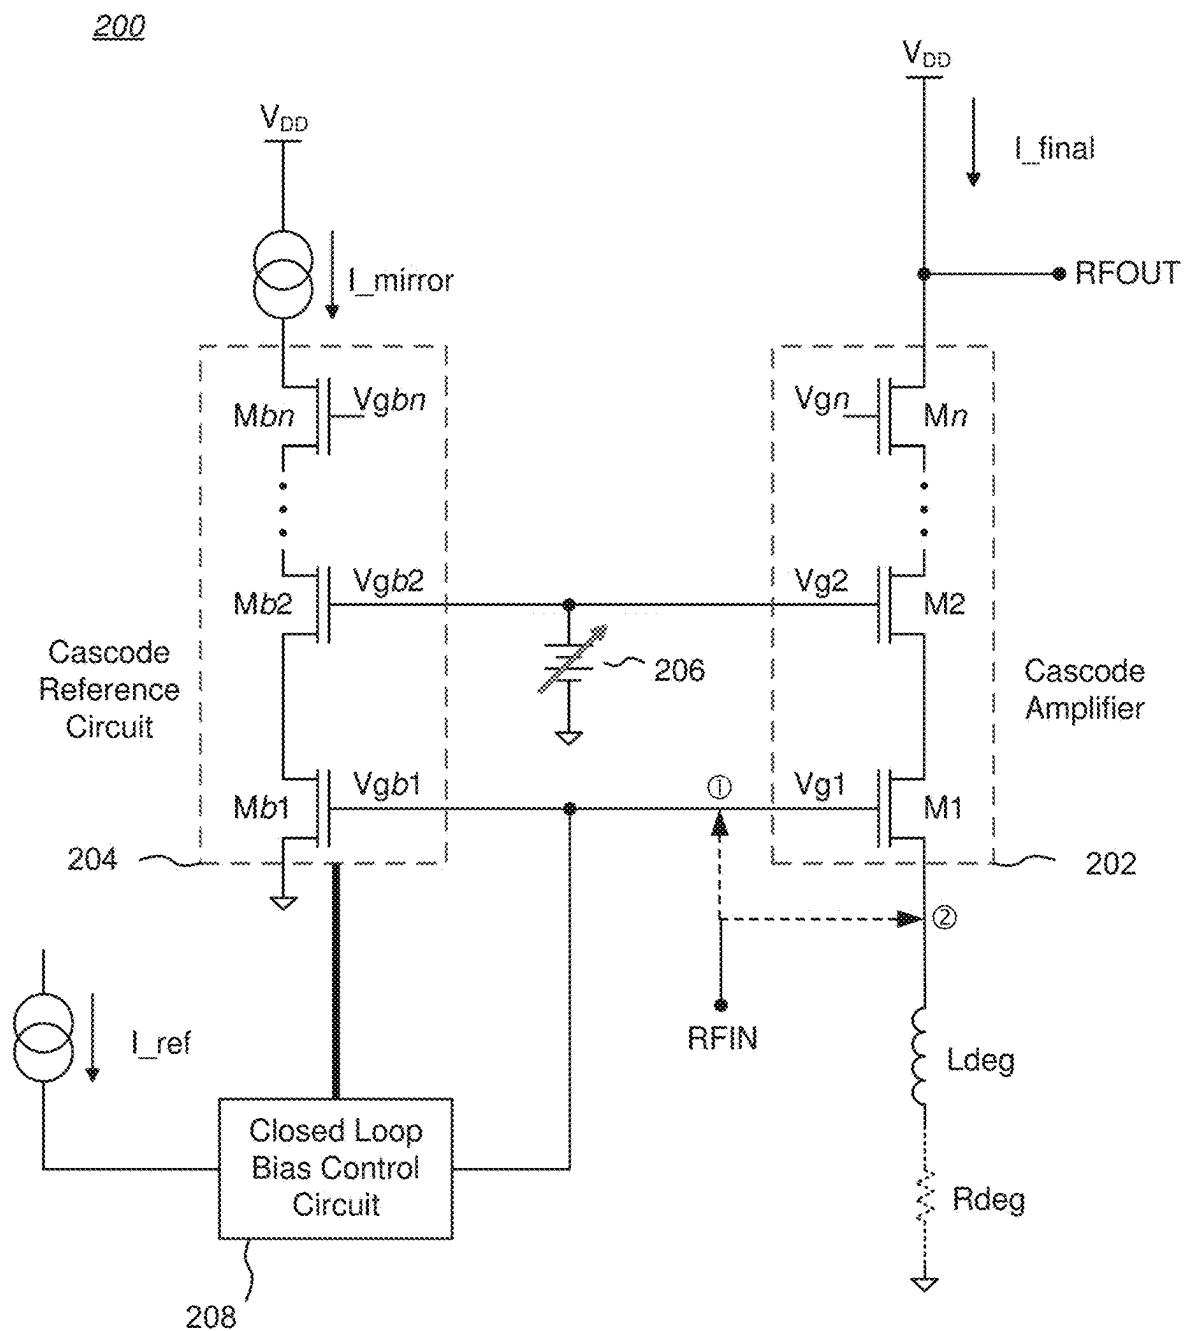 200
VDD
I_final
VDD
I_mirror
RFOUT
Mbn
Vgbn
Vgn
Mn
Mb2
Vgb2
Vg2
M2
206
Cascode
Reference
Circuit
Cascode
Amplifier
Mb1
Vgb1
①
Vg1
M1
204
202
②
I_ref
RFIN
Ldeg
Closed Loop
Bias Control
Circuit
Rdeg
208